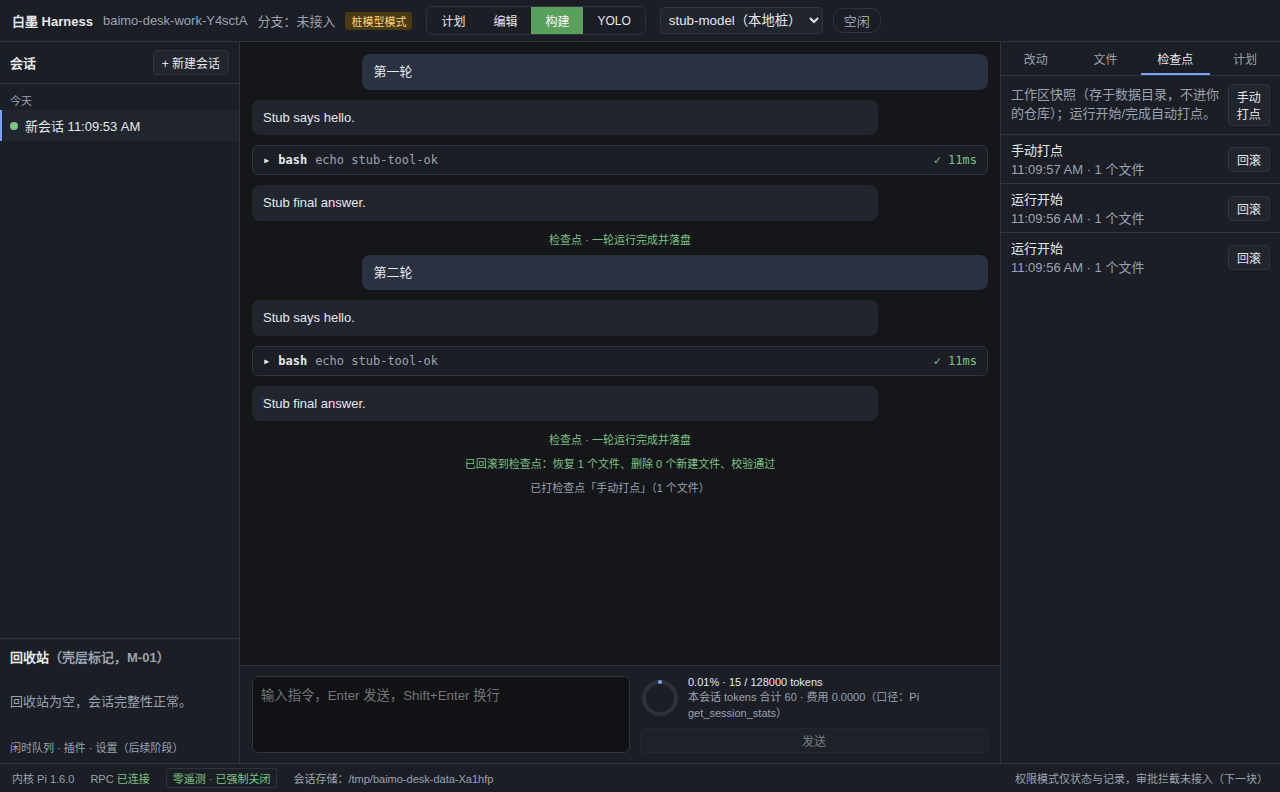 白墨 Harness baimo-desk-work-Y4sctA 分支：未接入 桩模型模式 计划 编辑 构建 YOLO stub-model（本地桩） 空闲
会话 + 新建会话
今天
新会话 11:09:53 AM
回收站（壳层标记，M-01）
回收站为空，会话完整性正常。
闲时队列 · 插件 · 设置（后续阶段）
第一轮
Stub says hello.
▸ bash echo stub-tool-ok ✓ 11ms
Stub final answer.
检查点 · 一轮运行完成并落盘
第二轮
Stub says hello.
▸ bash echo stub-tool-ok ✓ 11ms
Stub final answer.
检查点 · 一轮运行完成并落盘
已回滚到检查点：恢复 1 个文件、删除 0 个新建文件、校验通过
已打检查点「手动打点」（1 个文件）
输入指令，Enter 发送，Shift+Enter 换行
0.01% · 15 / 128000 tokens
本会话 tokens 合计 60 · 费用 0.0000（口径：Pi
get_session_stats）
发送
改动 文件 检查点 计划
工作区快照（存于数据目录，不进你
的仓库）；运行开始/完成自动打点。
手动
打点
手动打点
11:09:57 AM · 1 个文件
回滚
运行开始
11:09:56 AM · 1 个文件
回滚
运行开始
11:09:56 AM · 1 个文件
回滚
内核 Pi 1.6.0 RPC 已连接 零遥测 · 已强制关闭 会话存储：/tmp/baimo-desk-data-Xa1hfp 权限模式仅状态与记录，审批拦截未接入（下一块）